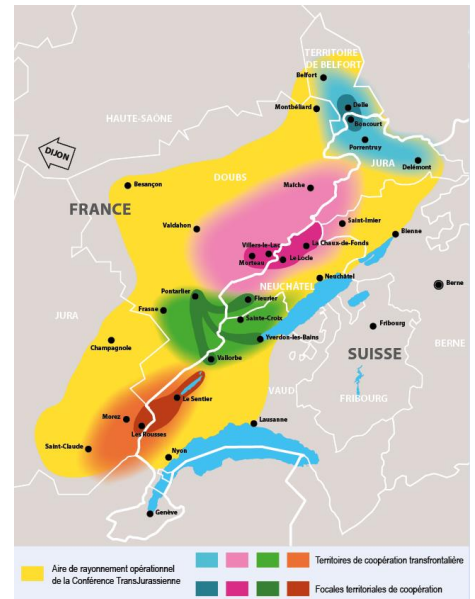 TERRITOIRE
DE BELFORT
Belfort
Montbéliard
Delle
Boncourt
HAUTE-SAÔNE
Porrentruy
DIJON
JURA
Delémont
DOUBS
Besançon
Maîche
FRANCE
Saint-Imier
Valdahon
Bienne
Villers-le-Lac
La Chaux-de-Fonds
Morteau
Le Locle
Neuchâtel
Berne
NEUCHÂTEL
Pontarlier
Fleurier
JURA
Frasne
Sainte-Croix
Fribourg
Champagnole
Yverdon-les-Bains
BERNE
Vallorbe
SUISSE
VAUD
FRIBOURG
Le Sentier
Morez
Les Rousses
Lausanne
Saint-Claude
Nyon
Genève
Aire de rayonnement opérationnel
de la Conférence TransJurassienne
Territoires de coopération transfrontalière
Focales territoriales de coopération